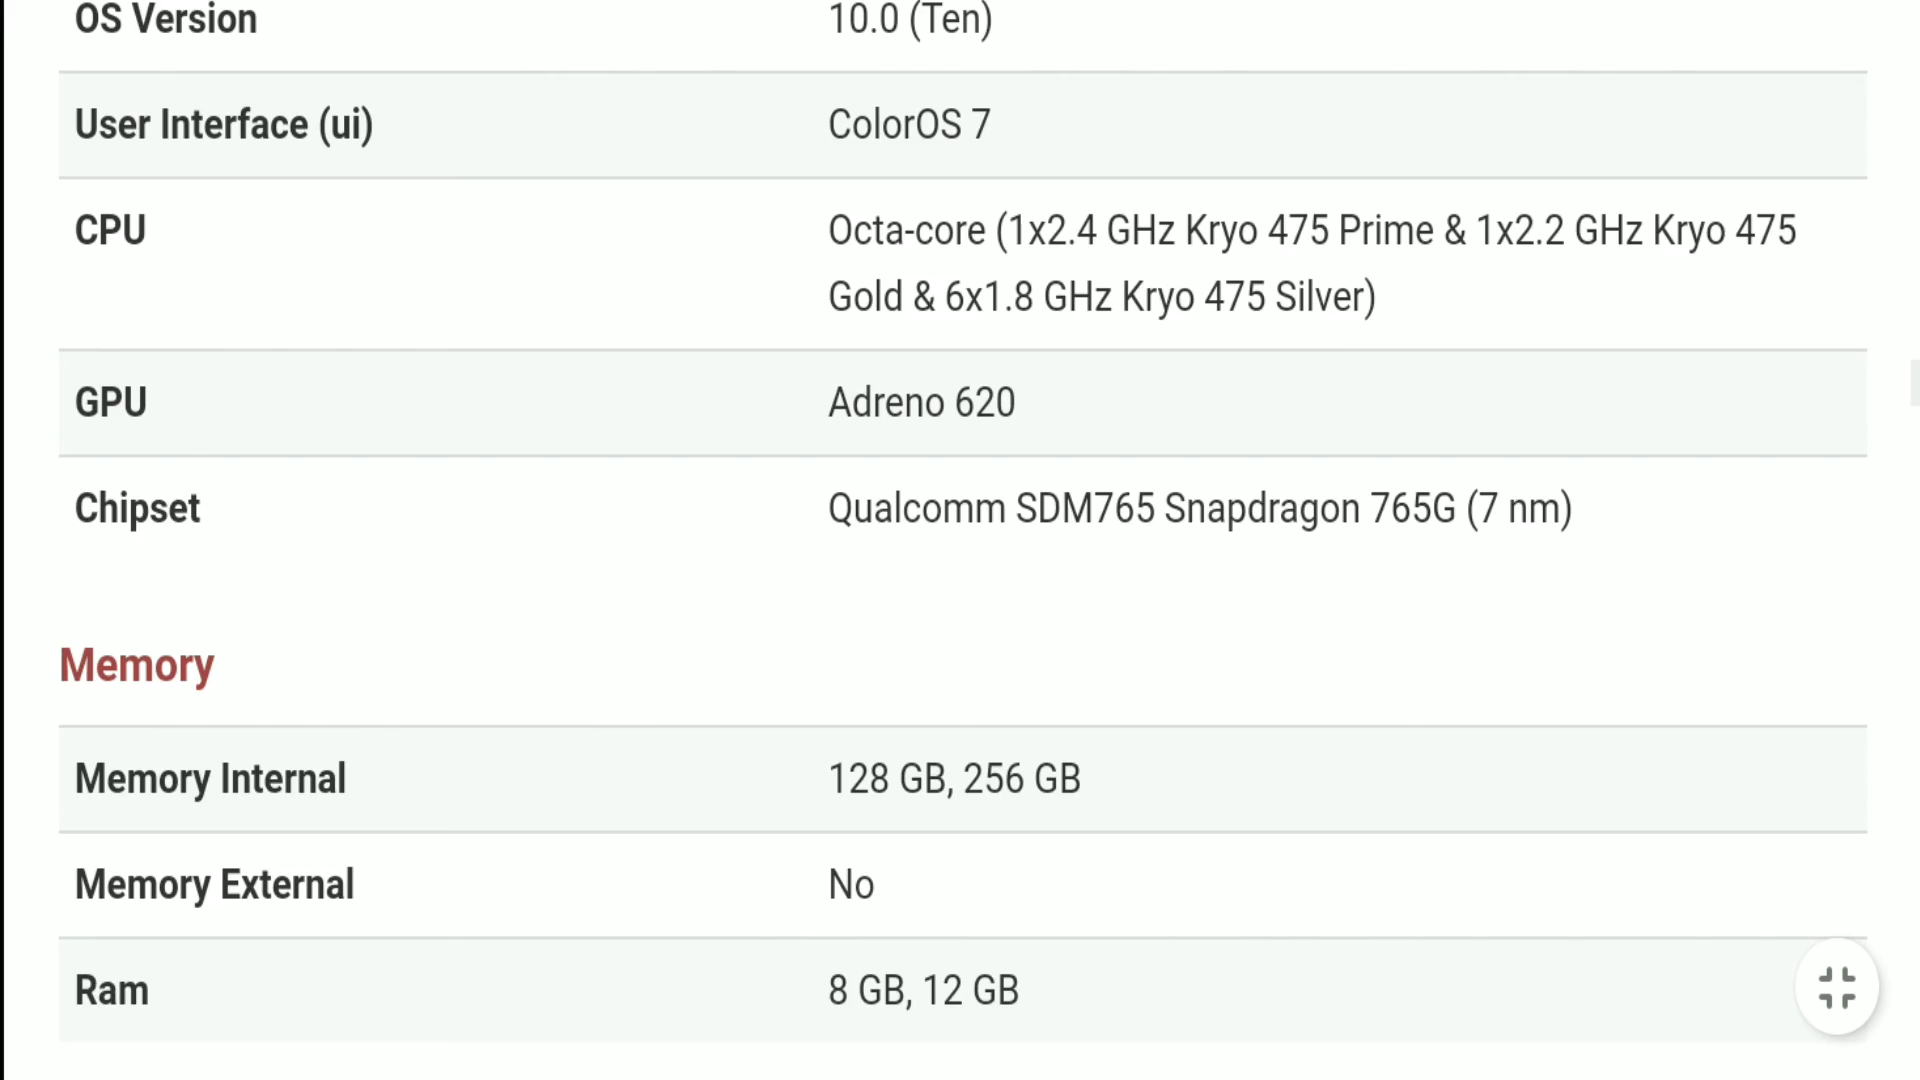 OS Version 10.0 (Ten)
User Interface (ui) ColorOS 7
CPU Octa-core (1x2.4 GHz Kryo 475 Prime & 1x2.2 GHz Kryo 475
Gold & 6x1.8 GHz Kryo 475 Silver)
GPU Adreno 620
Chipset Qualcomm SDM765 Snapdragon 765G (7 nm)
Memory
Memory Internal 128 GB, 256 GB
Memory External No
Ram 8 GB, 12 GB